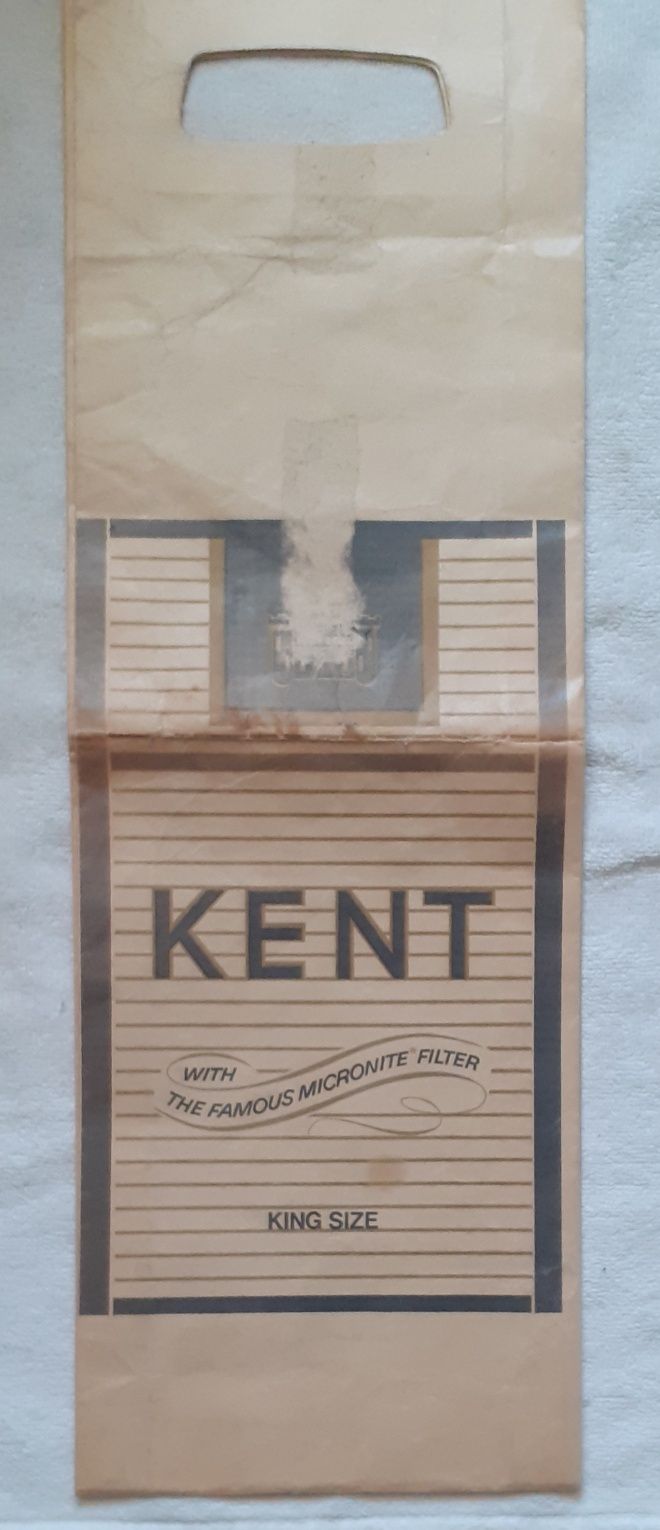 KENT
WITH
THE FAMOUS MICRONITE® FILTER
KING SIZE